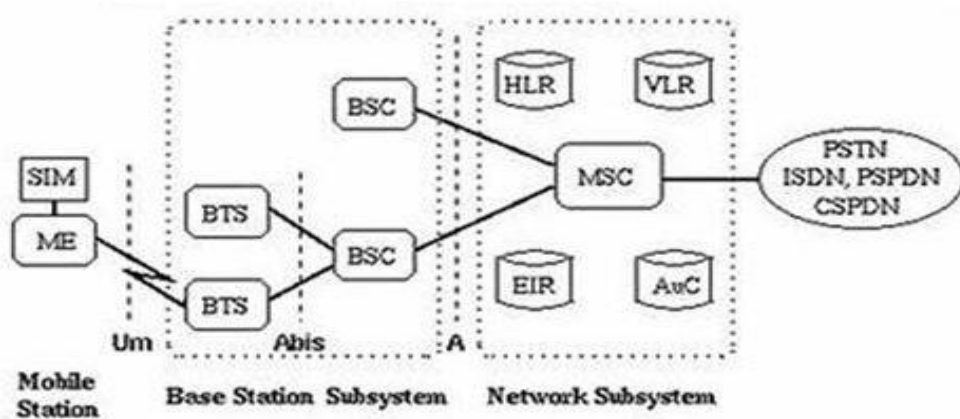 HLR
VLR
BSC
PSTN
ISDN, PSPDN
CSPDN
SIM
MSC
BTS
ME
BSC
EIR
AuC
BTS
Um
Abis
A
Mobile
Station
Base Station Subsystem
Network Subsystem